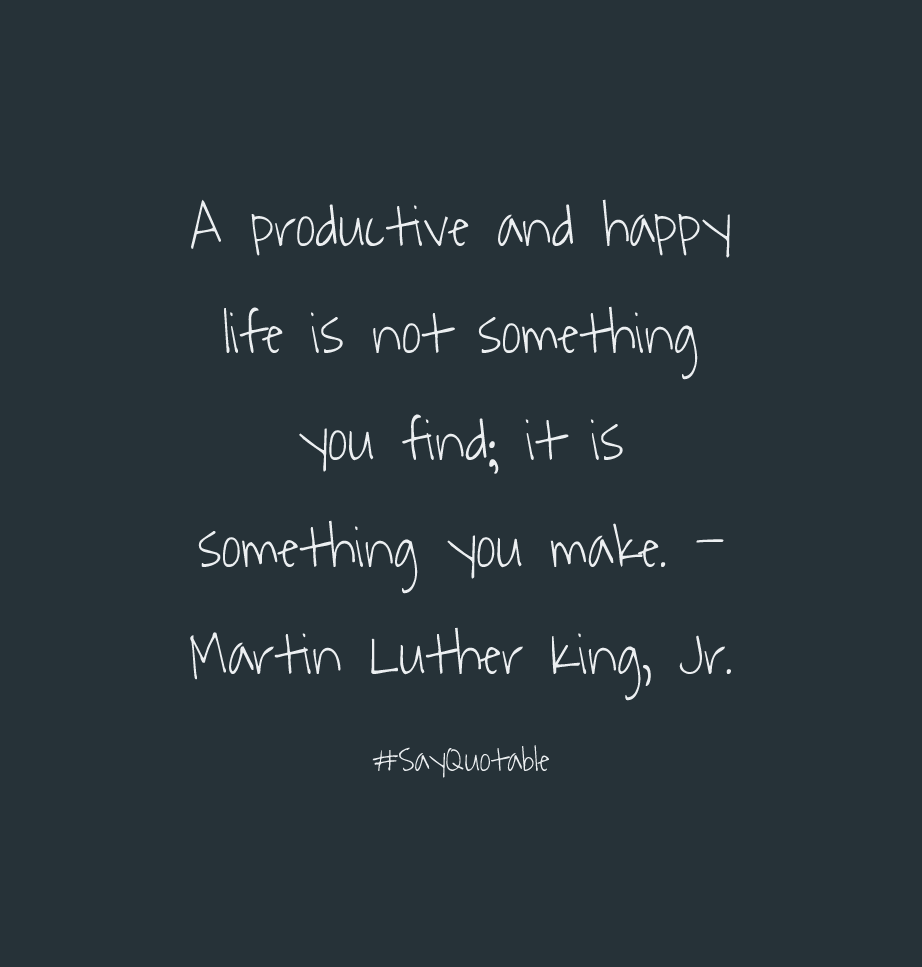 A productive and happy
life is not something
you find; it is
something you make. -
Martin Luther King, Jr.
#SayQuotable